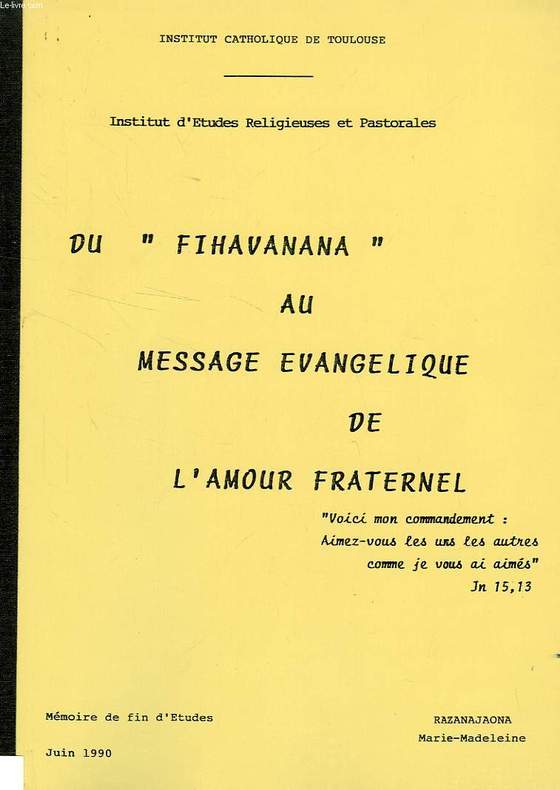 Le-livre.com
INSTITUT CATHOLIQUE DE TOULOUSE
Institut d'Etudes Religieuses et Pastorales
DU " FIHAVANANA "
AU
MESSAGE EVANGELIQUE
DE
L'AMOUR FRATERNEL
"Voici mon commandement :
Aimez-vous les uns les autres
comme je vous ai aimés"
Jn 15,13
Mémoire de fin d'Etudes
Juin 1990
RAZANAJAONA
Marie-Madeleine